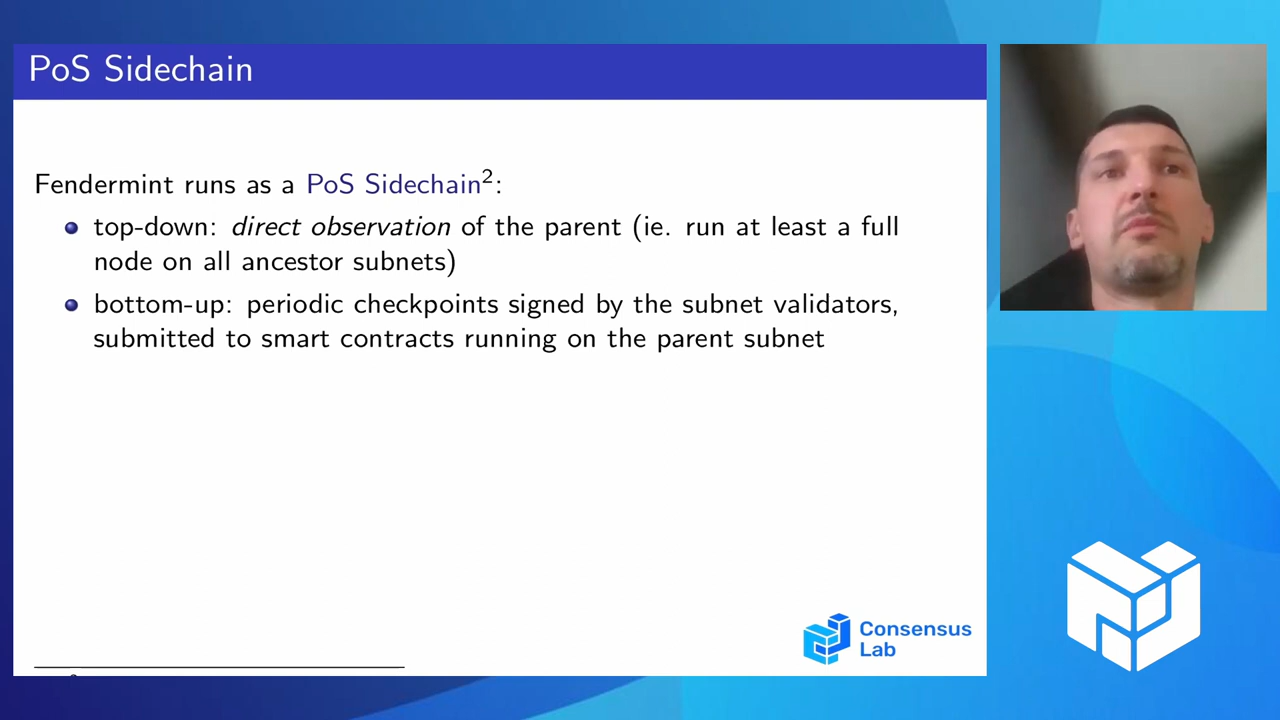 PoS Sidechain
Fendermint runs as a PoS Sidechain²:
top-down: direct observation of the parent (ie. run at least a full
node on all ancestor subnets)
bottom-up: periodic checkpoints signed by the subnet validators,
submitted to smart contracts running on the parent subnet
Consensus
Lab